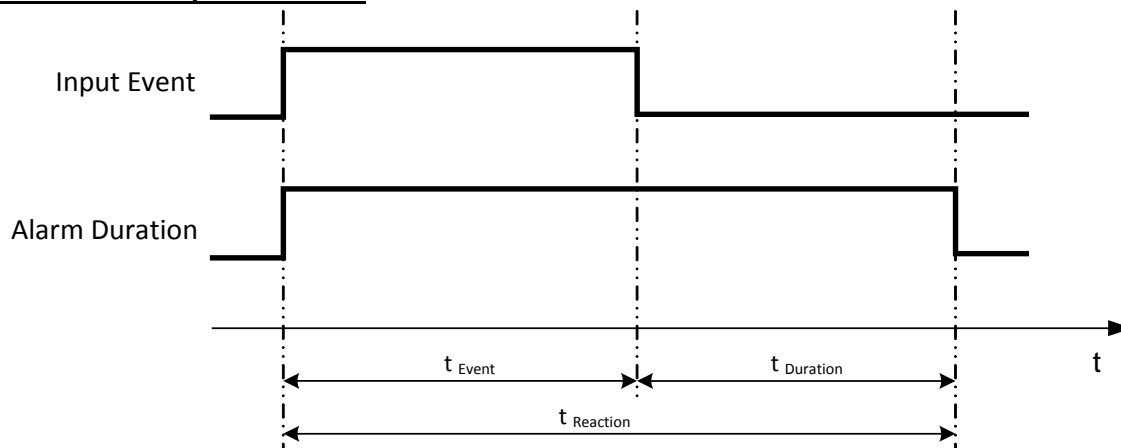 Input Event
Alarm Duration
t
t Event
t Duration
t Reaction